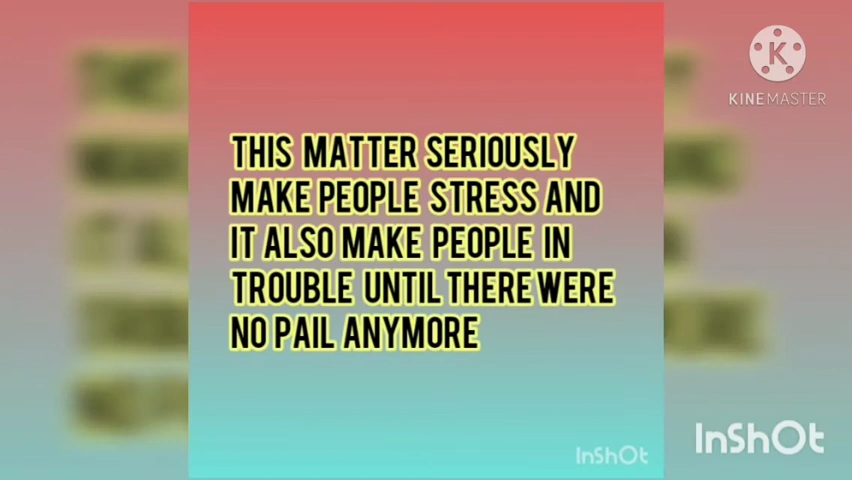 THIS MATTER SERIOUSLY
MAKE PEOPLE STRESS AND
IT ALSO MAKE PEOPLE IN
TROUBLE UNTIL THERE WERE
NO PAIL ANYMORE
K
KINEMASTER
InShOt
InShOt